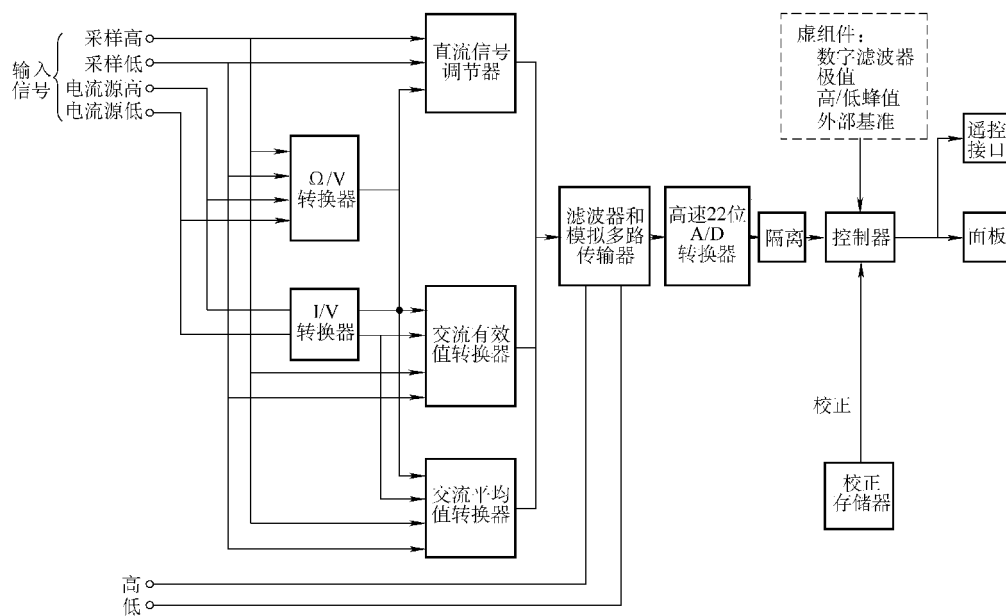 输入
信号
采样高
采样低
电流源高
电流源低
直流信号
调节器
Ω/V
转换器
I/V
转换器
交流有效
值转换器
交流平均
值转换器
滤波器和
模拟多路
传输器
高速22位
A/D
转换器
隔离
虚组件：
数字滤波器
极值
高/低蜂值
外部基准
控制器
遥控
接口
面板
校正
校正
存储器
高
低